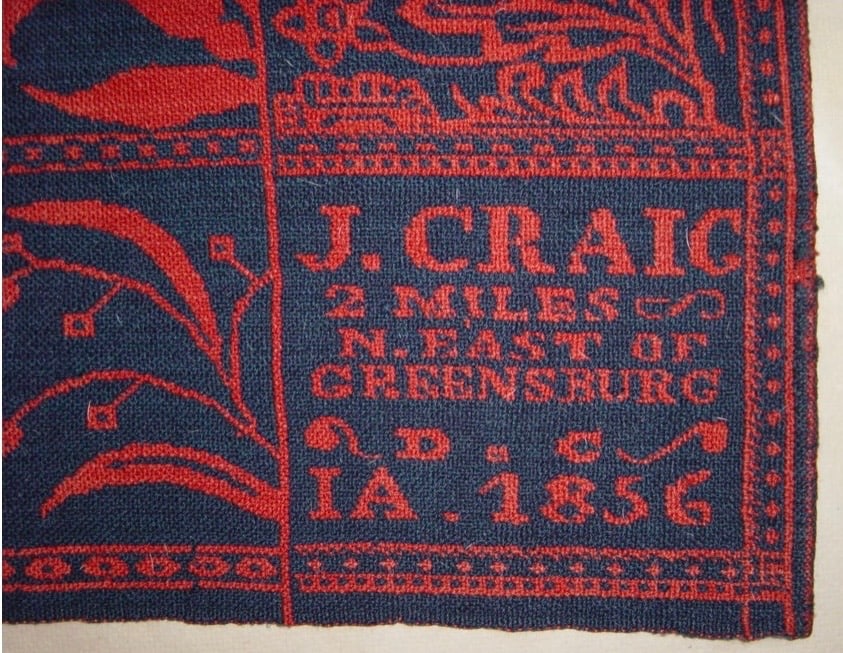 J. CRAIG
2 MILES
N. EAST OF
GREENSBURG
D . C
IA . 1856